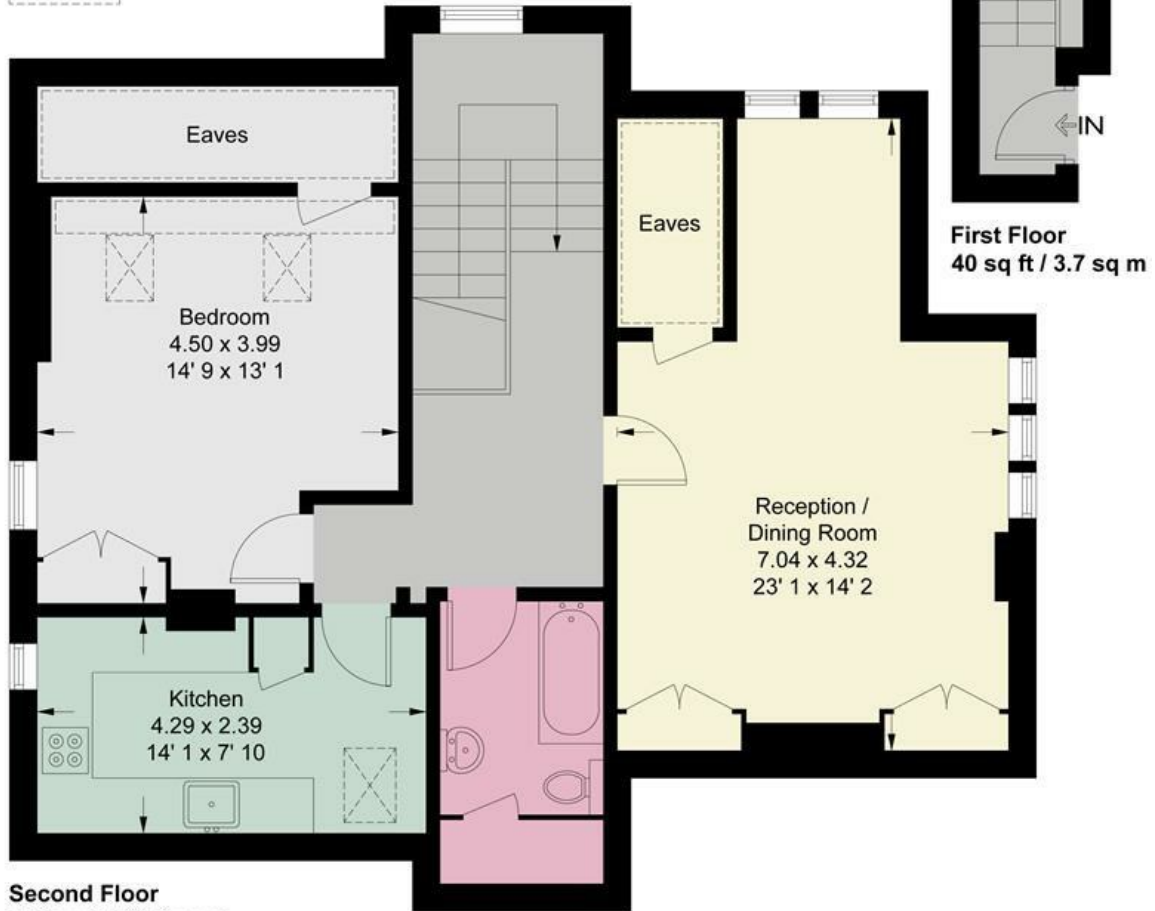 Eaves
IN
Eaves
First Floor
40 sq ft / 3.7 sq m
Bedroom
4.50 x 3.99
14' 9 x 13' 1
Reception /
Dining Room
7.04 x 4.32
23' 1 x 14' 2
Kitchen
4.29 x 2.39
14' 1 x 7' 10
Second Floor